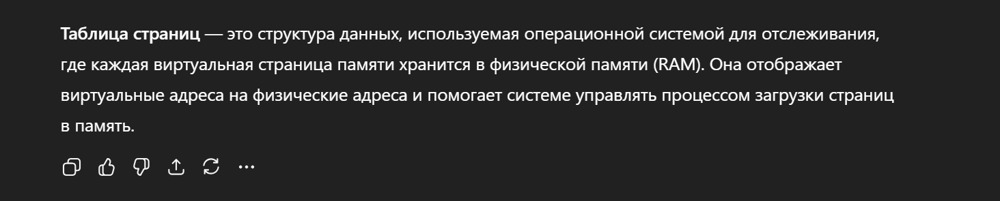 Таблица страниц — это структура данных, используемая операционной системой для отслеживания,
где каждая виртуальная страница памяти хранится в физической памяти (RAM). Она отображает
виртуальные адреса на физические адреса и помогает системе управлять процессом загрузки страниц
в память.